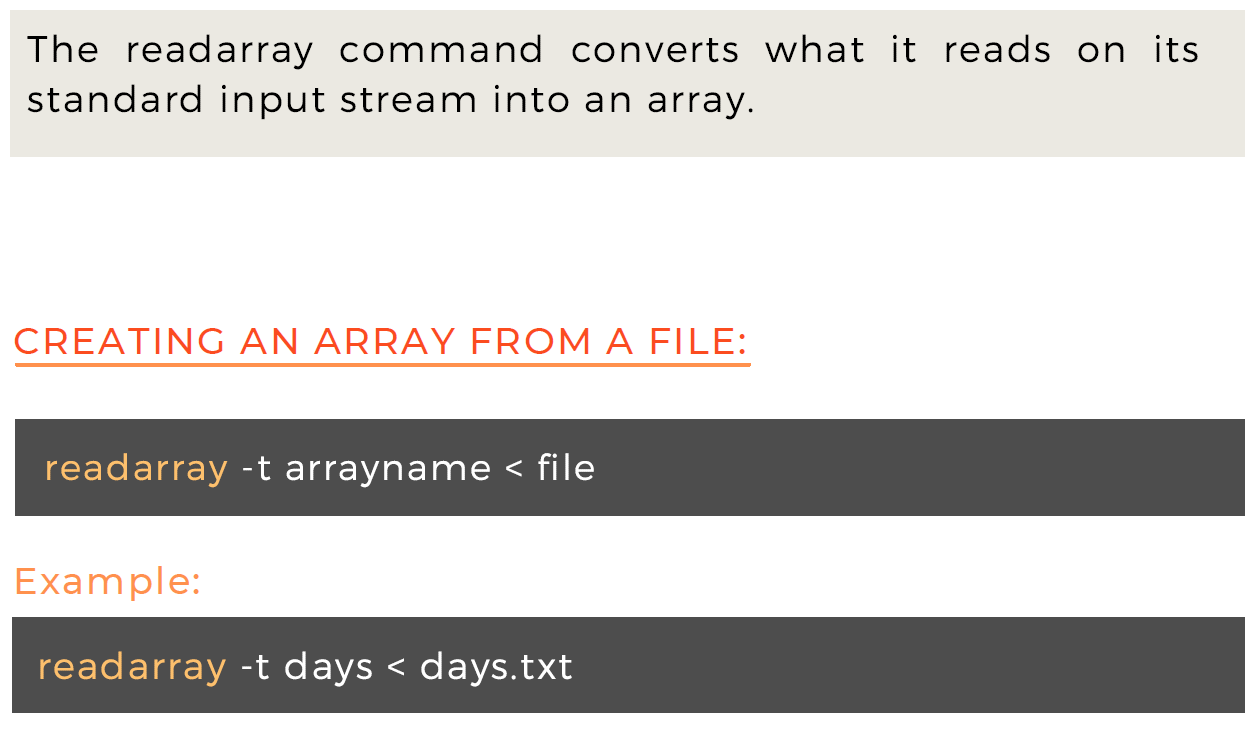 The readarray command converts what it reads on its
standard input stream into an array.
CREATING AN ARRAY FROM A FILE:
readarray -t arrayname < file
Example:
readarray -t days < days.txt